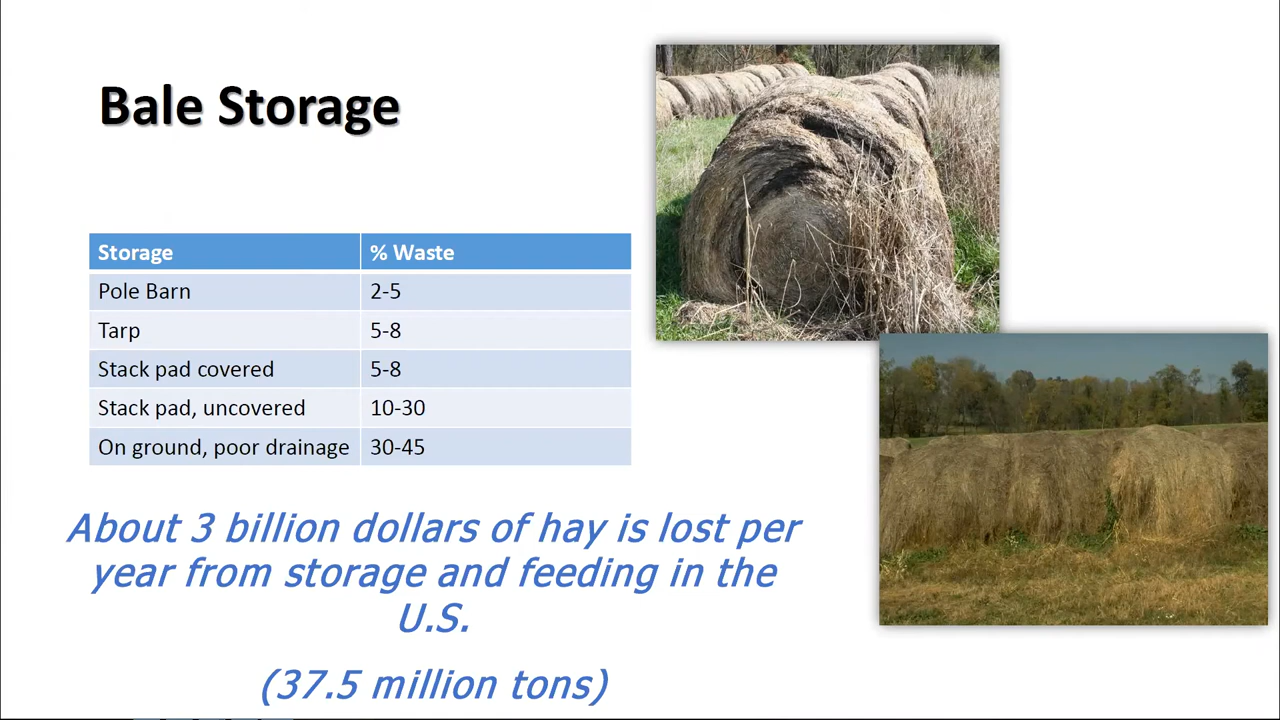 Bale Storage
Storage % Waste
Pole Barn 2-5
Tarp 5-8
Stack pad covered 5-8
Stack pad, uncovered 10-30
On ground, poor drainage 30-45
About 3 billion dollars of hay is lost per
year from storage and feeding in the
U.S.
(37.5 million tons)